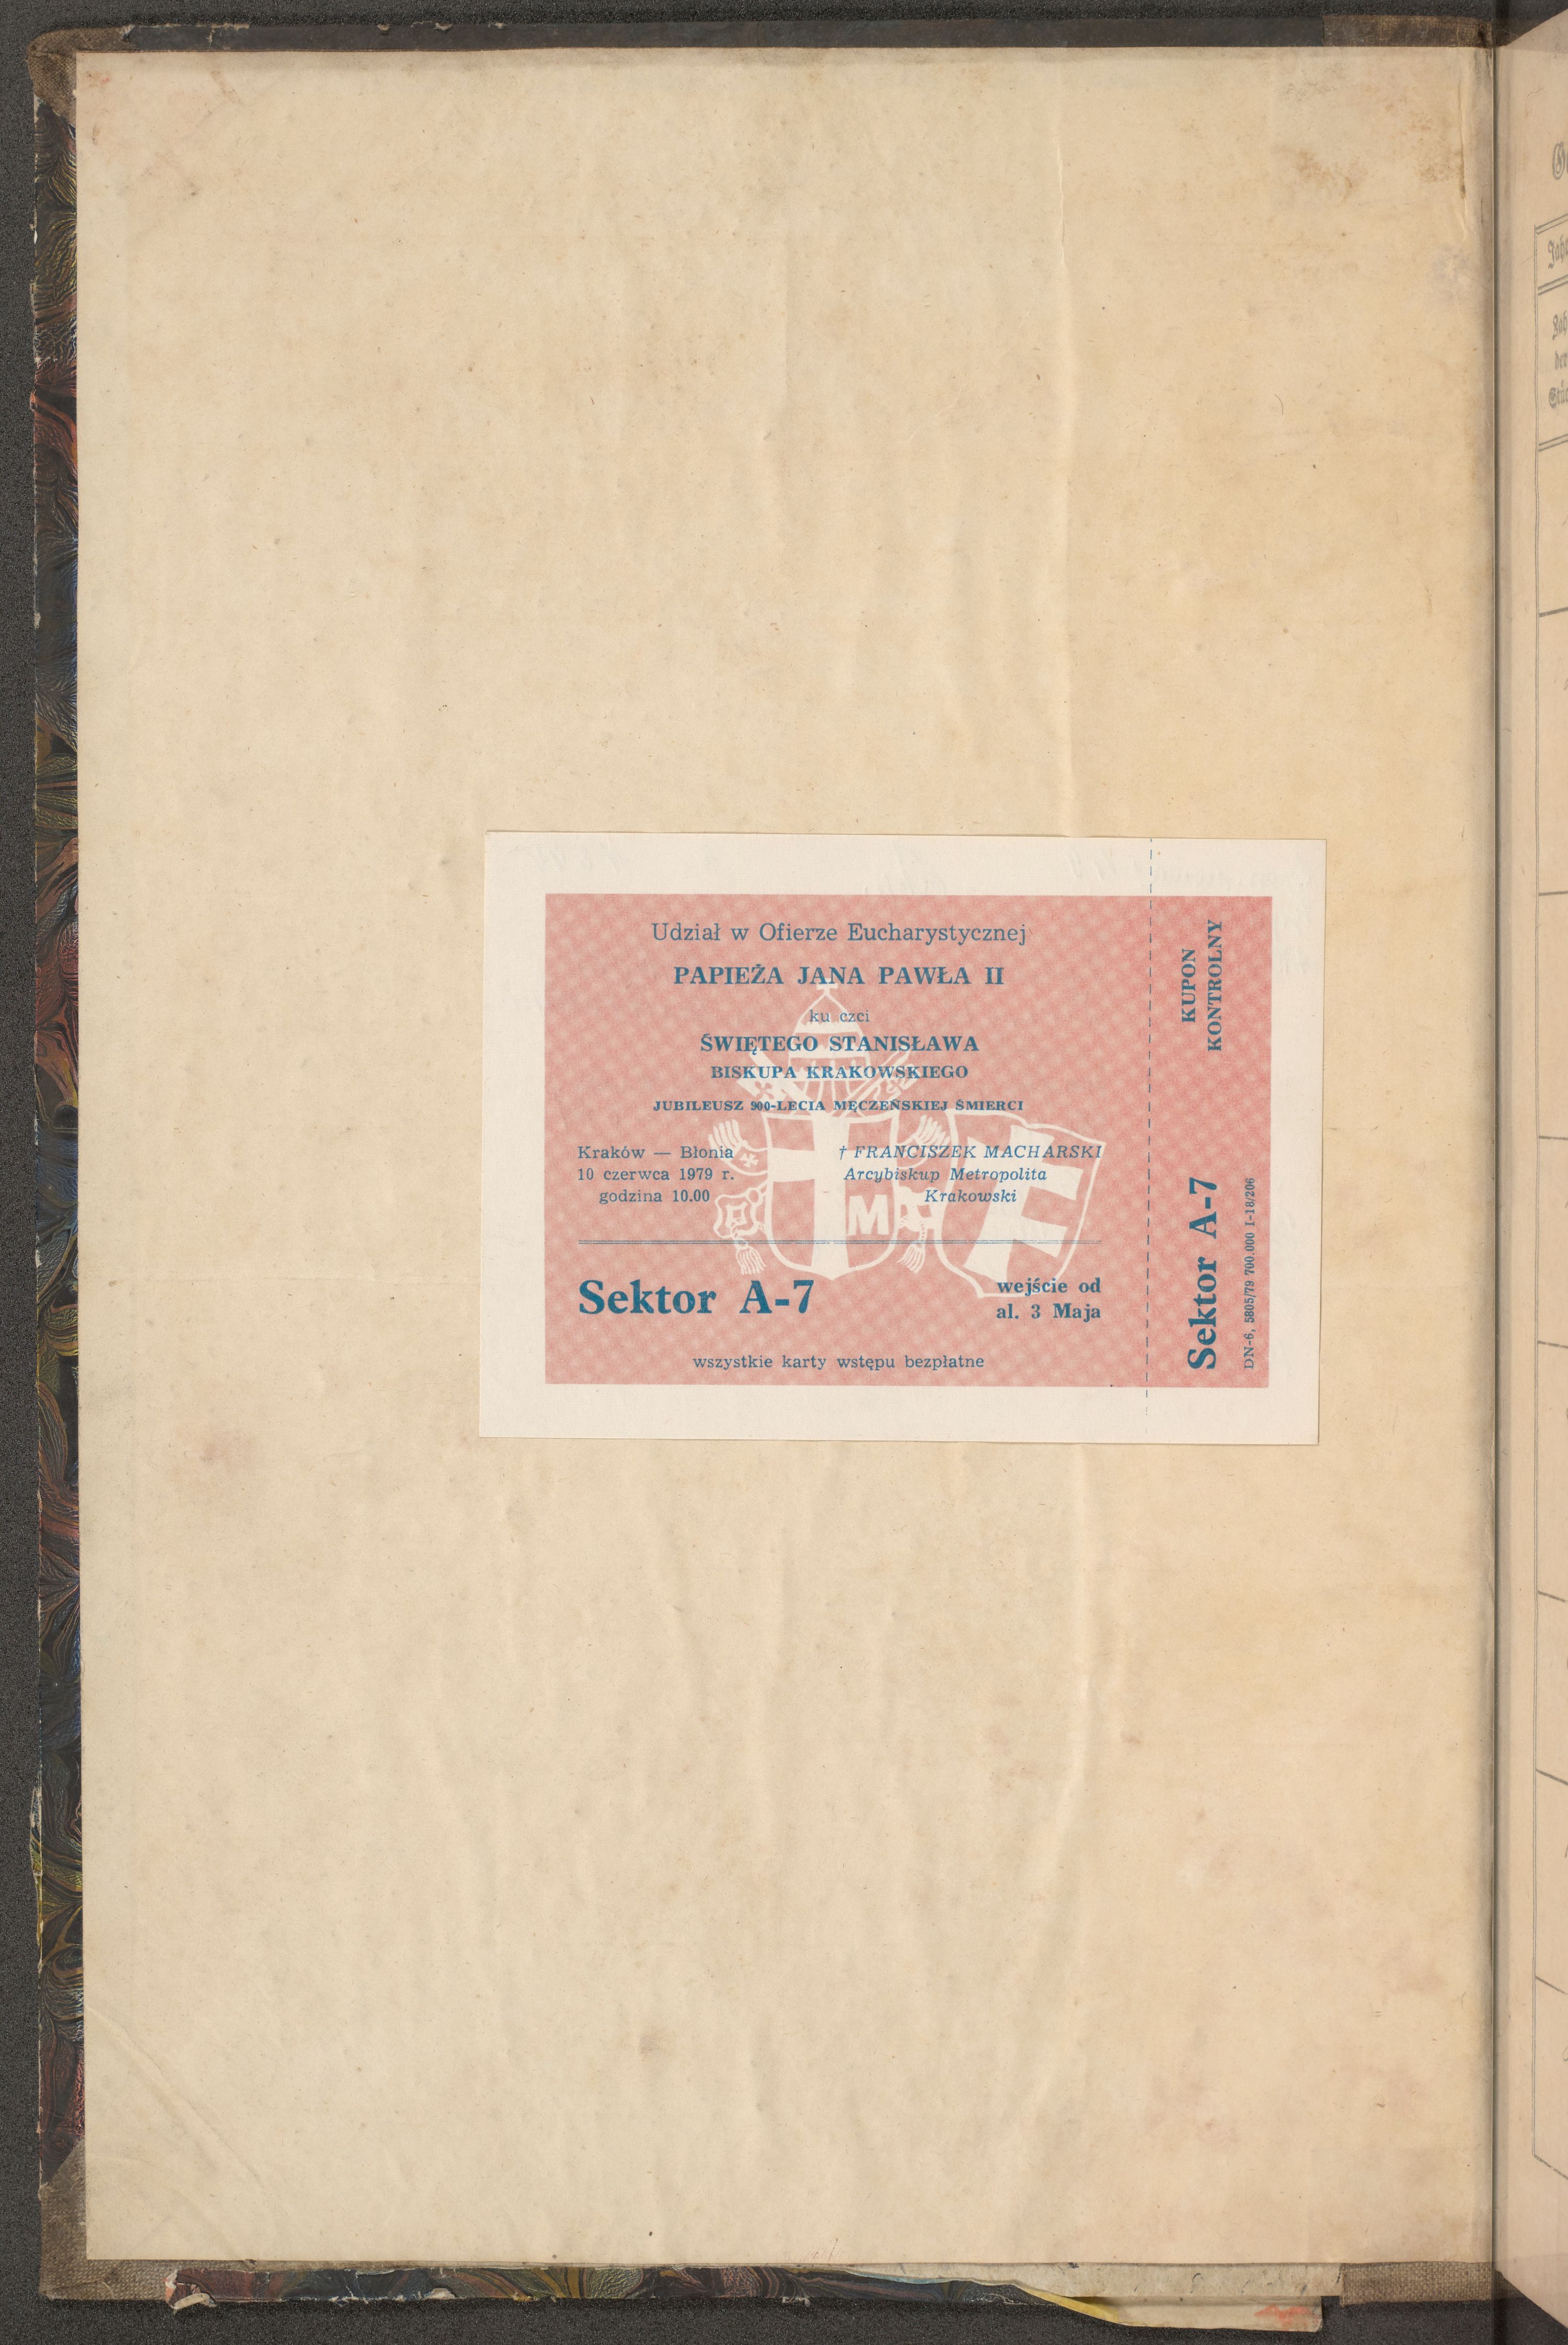 Udział w Ofierze Eucharystycznej
PAPIEŻA JANA PAWŁA II
ku czci
ŚWIĘTEGO STANISŁAWA
BISKUPA KRAKOWSKIEGO
JUBILEUSZ 900-LECIA MĘCZEŃSKIEJ ŚMIERCI
Kraków — Błonia
10 czerwca 1979 r.
godzina 10.00
† FRANCISZEK MACHARSKI
Arcybiskup Metropolita
Krakowski
M
Sektor A-7
wejście od
al. 3 Maja
wszystkie karty wstępu bezpłatne
KUPON
KONTROLNY
Sektor A-7
DN-6, 5805/79 700.000 I-18/206